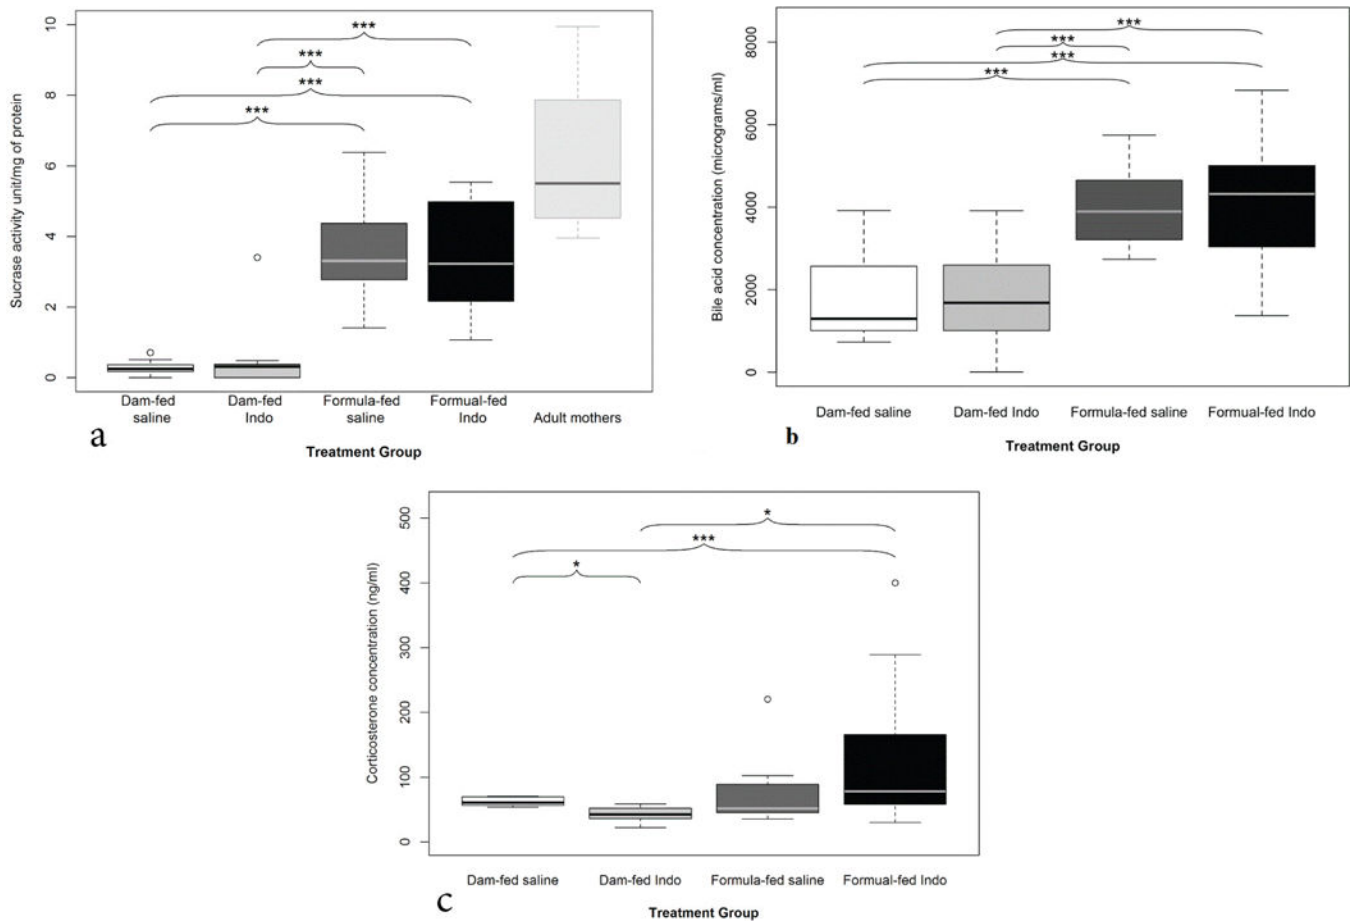 10
8
6
4
2
0
Sucrase activity unit/mg of protein
***
***
***
***
Dam-fed saline
Dam-fed Indo
Formula-fed saline
Formual-fed Indo
Adult mothers
a
Treatment Group
8000
6000
4000
2000
0
Bile acid concentration (micrograms/ml)
***
***
***
***
Dam-fed saline
Dam-fed Indo
Formula-fed saline
Formual-fed Indo
b
Treatment Group
500
400
300
200
100
0
Corticosterone concentration (ng/ml)
*
***
*
Dam-fed saline
Dam-fed Indo
Formula-fed saline
Formual-fed Indo
c
Treatment Group